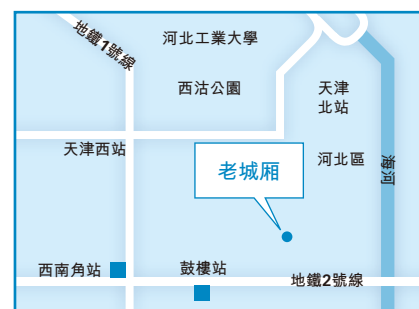 地鐵1號線
河北工業大學
西沽公園
天津
北站
天津西站
老城厢
河北區
海河
西南角站
鼓樓站
地鐵2號線